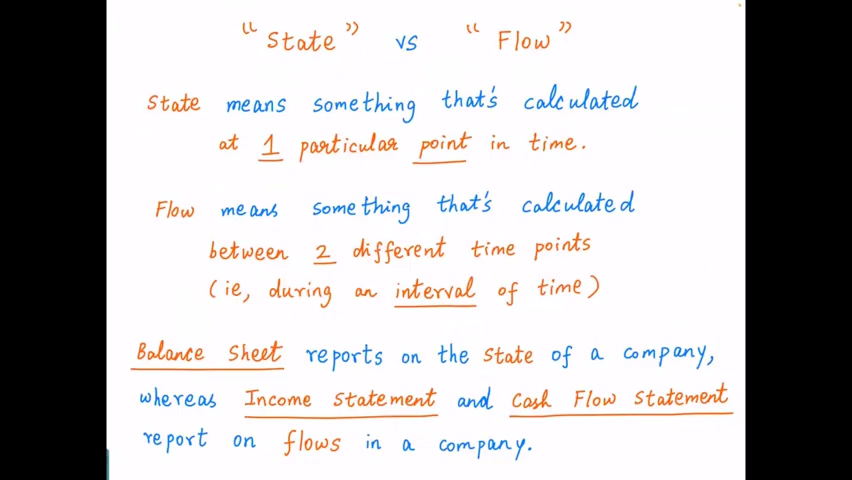 "State" vs "Flow"
State means something that's calculated
at 1 particular point in time.
Flow means something that's calculated
between 2 different time points
(ie, during an interval of time)
Balance Sheet reports on the state of a company,
whereas Income Statement and Cash Flow Statement
report on flows in a company.